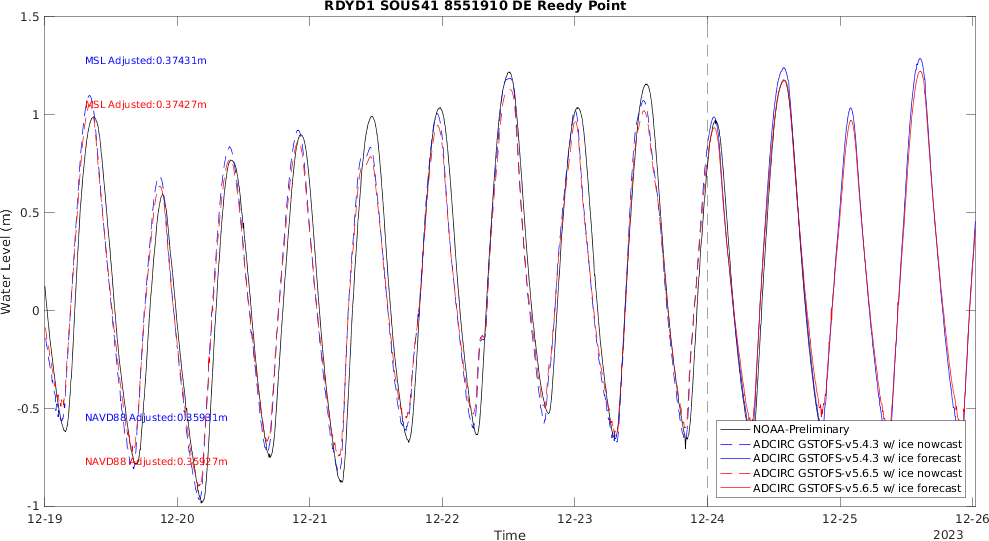 RDYD1 SOUS41 8551910 DE Reedy Point
1.5
1
0.5
0
-0.5
-1
Water Level (m)
MSL Adjusted:0.37431m
MSL Adjusted:0.37427m
NAVD88 Adjusted:0.35931m
NAVD88 Adjusted:0.35927m
NOAA-Preliminary
ADCIRC GSTOFS-v5.4.3 w/ ice nowcast
ADCIRC GSTOFS-v5.4.3 w/ ice forecast
ADCIRC GSTOFS-v5.6.5 w/ ice nowcast
ADCIRC GSTOFS-v5.6.5 w/ ice forecast
12-19 12-20 12-21 12-22 12-23 12-24 12-25 12-26
Time
2023